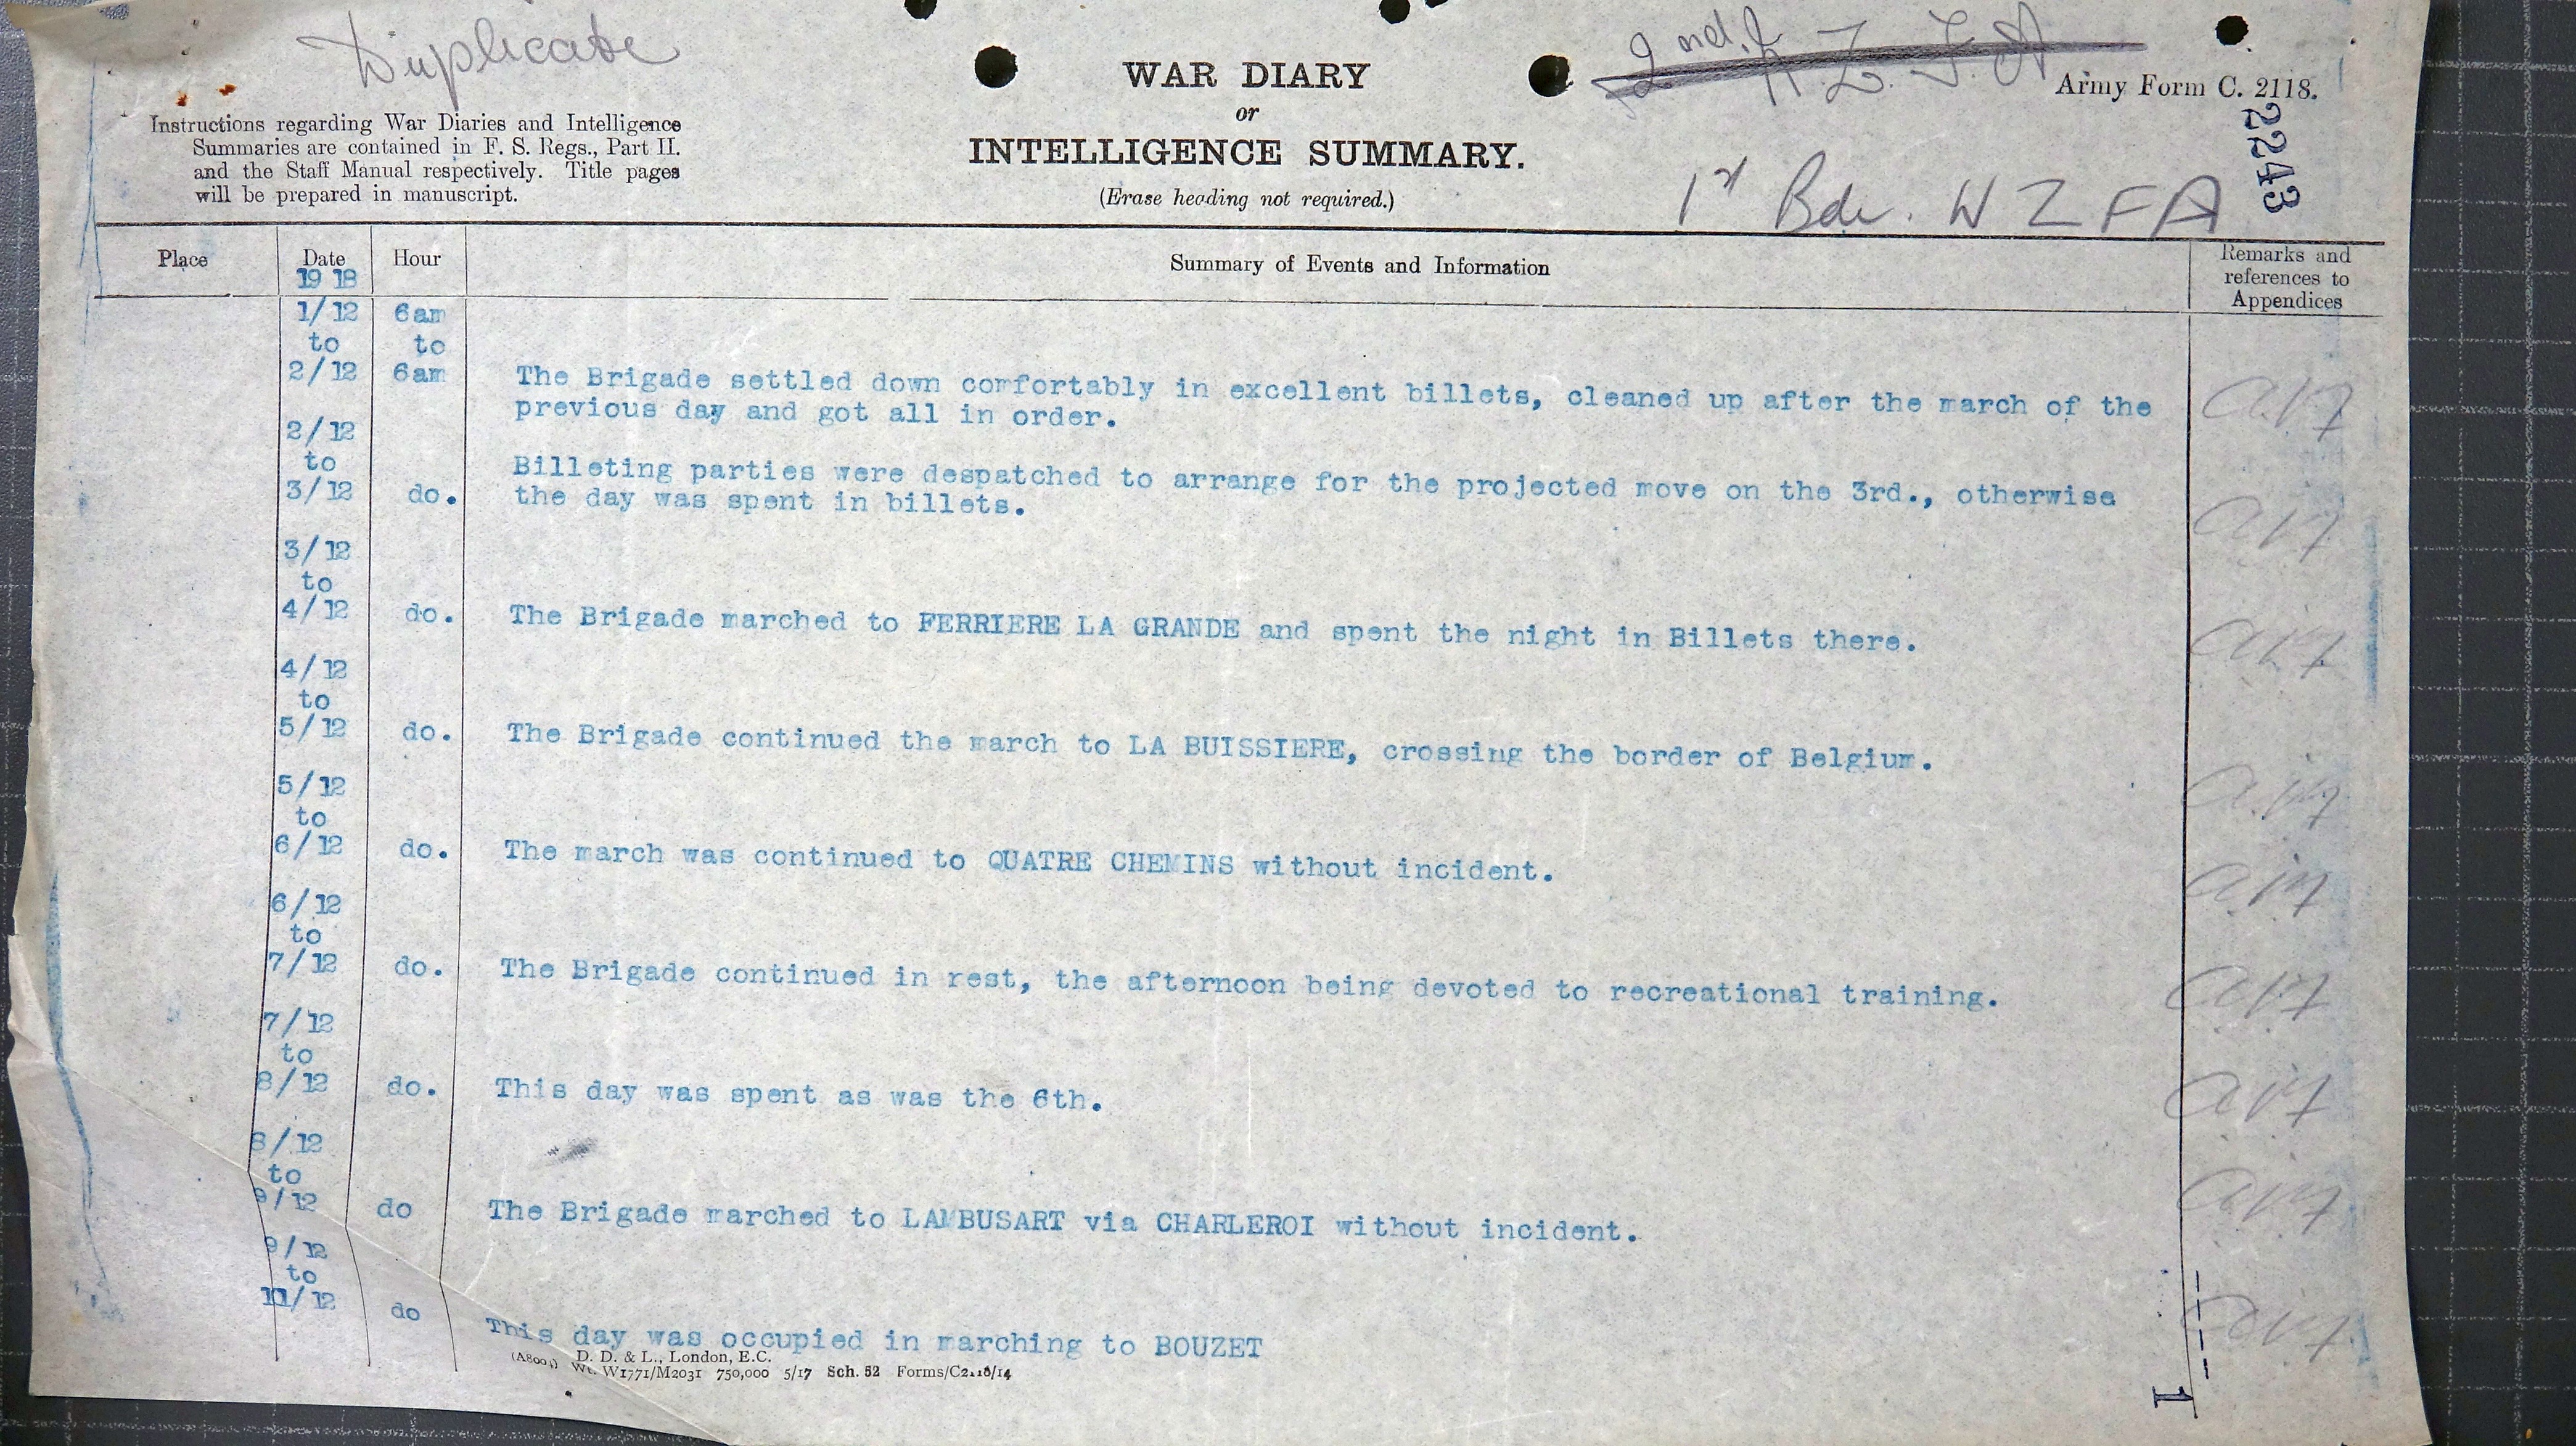 Duplicate
2nd.
N. Z. F. A
WAR DIARY
or
INTELLIGENCE SUMMARY.
(Erase heading not required.)
Army Form C. 2118.
22243
Instructions regarding War Diaries and Intelligence
Summaries are contained in F. S. Regs., Part II.
and the Staff Manual respectively. Title pages
will be prepared in manuscript.
1st Bde. N Z F A
Place
Date
1918
Hour
Summary of Events and Information
Remarks and
references to
Appendices
1/12 6am
to to
2/12 6am The Brigade settled down comfortably in excellent billets, cleaned up after the march of the
previous day and got all in order.
2/12
to Billeting parties were despatched to arrange for the projected move on the 3rd., otherwise
3/12 do. the day was spent in billets.
3/12
to
4/12 do. The Brigade marched to FERRIERE LA GRANDE and spent the night in Billets there.
4/12
to
5/12 do. The Brigade continued the march to LA BUISSIERE, crossing the border of Belgium.
5/12
to
6/12 do. The march was continued to QUATRE CHEMINS without incident.
6/12
to
7/12 do. The Brigade continued in rest, the afternoon being devoted to recreational training.
7/12
to
8/12 do. This day was spent as was the 6th.
8/12
to
9/12 do The Brigade marched to LAMBUSART via CHARLEROI without incident.
9/12
to
11/12 do This day was occupied in marching to BOUZET
D. D. & L., London, E.C.
(A8004) Wt. W1771/M2031 750,000 5/17 Sch. 52 Forms/C2118/14
1